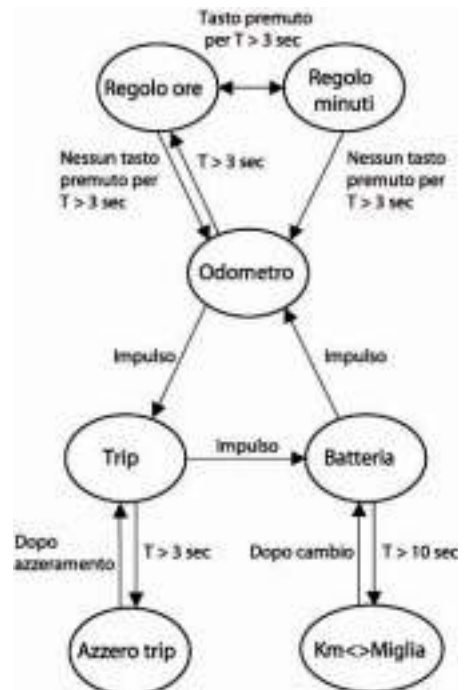 Tasto premuto
per T > 3 sec
Regolo ore
Regolo
minuti
Nessun tasto
premuto per
T > 3 sec
T > 3 sec
Nessun tasto
premuto per
T > 3 sec
Odometro
Impulso
Impulso
Trip
Impulso
Batteria
Dopo
azzeramento
T > 3 sec
Dopo cambio
T > 10 sec
Azzero trip
Km<>Miglia